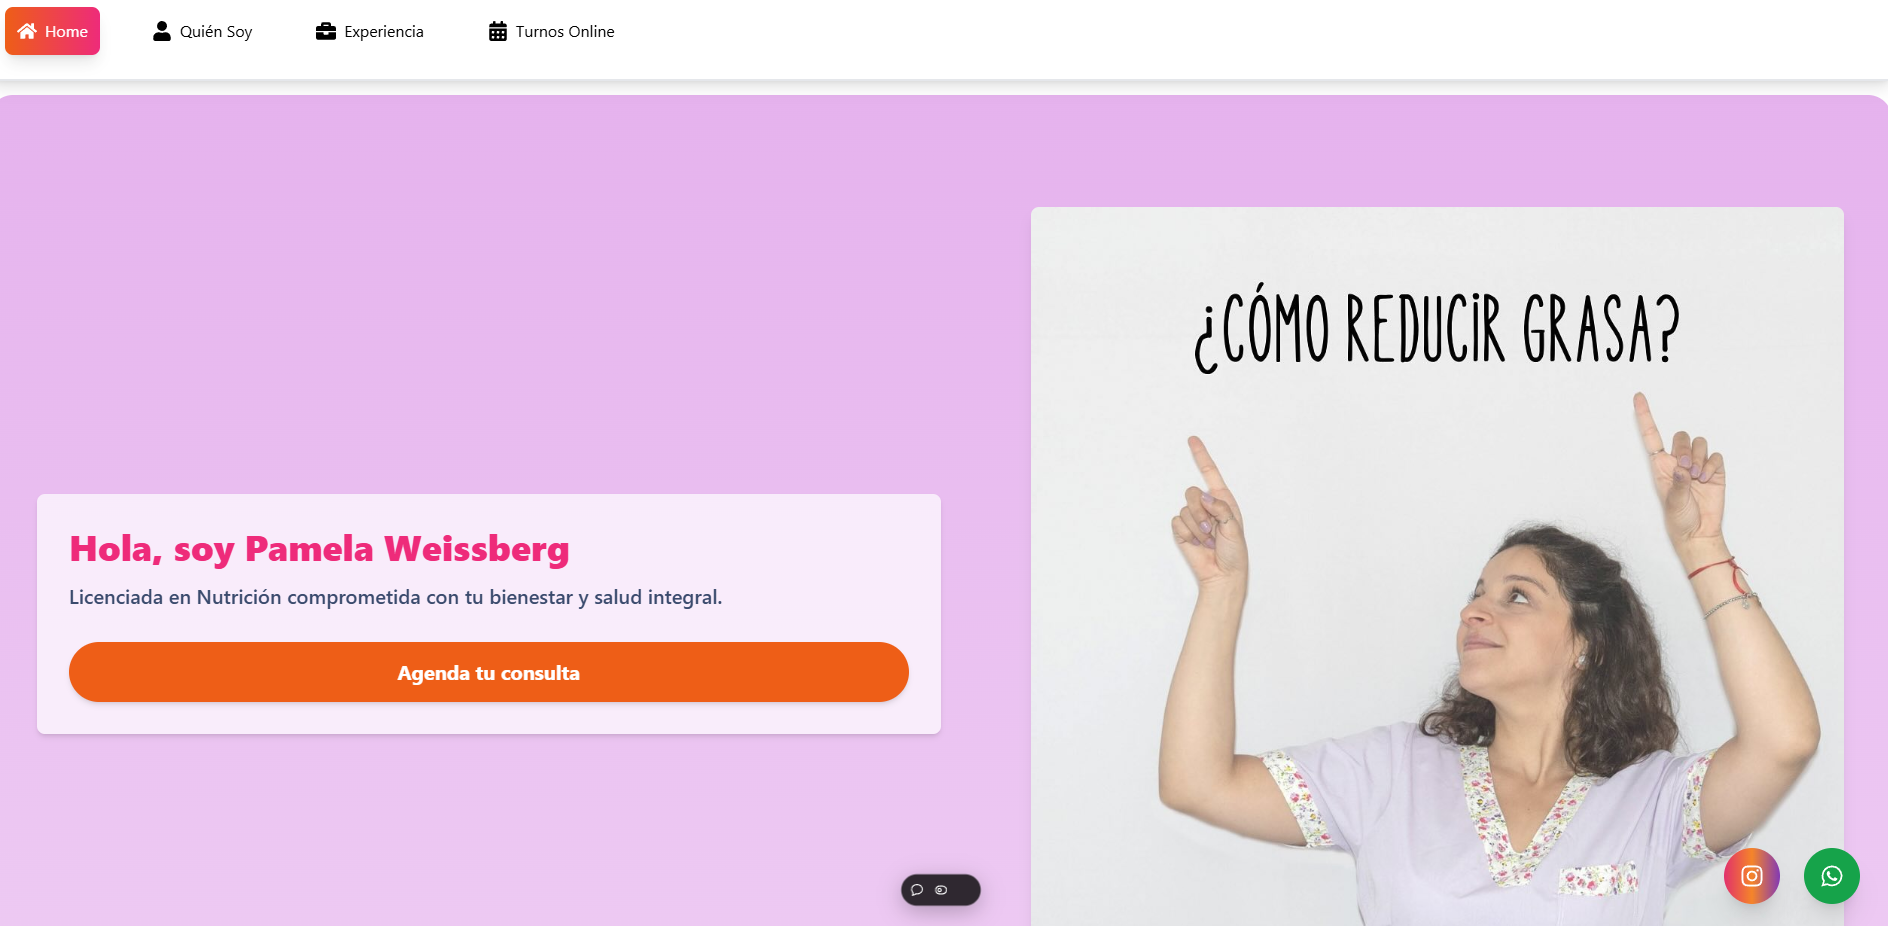 Home
Quién Soy
Experiencia
Turnos Online
¿CÓMO REDUCIR GRASA?
Hola, soy Pamela Weissberg
Licenciada en Nutrición comprometida con tu bienestar y salud integral.
Agenda tu consulta